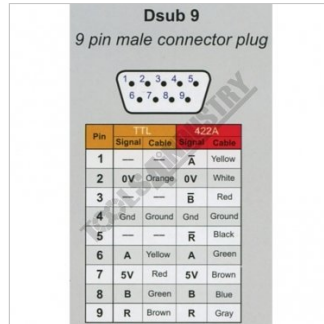 Dsub 9
9 pin male connector plug
1 2 3 4 5
6 7 8 9
Pin TTL 422A
Signal Cable Signal Cable
1 — — A̅ Yellow
2 0V Orange 0V White
3 — — B̅ Red
4 Gnd Ground Gnd Ground
5 — — R̅ Black
6 A Yellow A Green
7 5V Red 5V Brown
8 B Green B Blue
9 R Brown R Gray
TOOLS4INDUSTRY